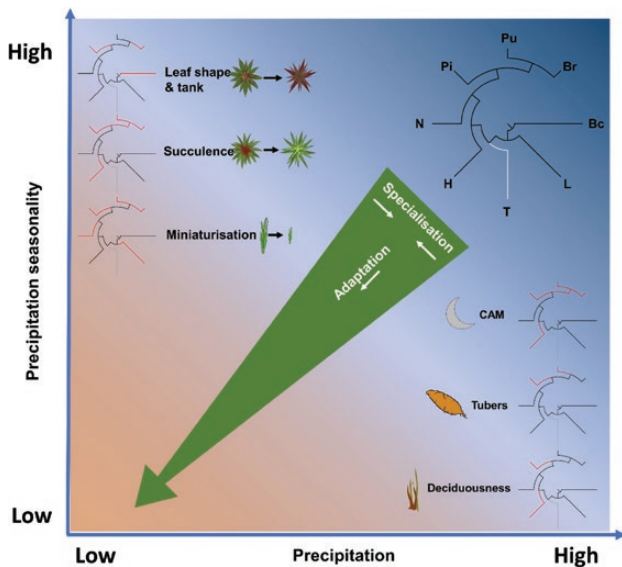 High
Precipitation seasonality
Low
Leaf shape
& tank
Succulence
Miniaturisation
Pu
Pi
Br
N
Bc
H
L
T
Specialisation
Adaptation
CAM
Tubers
Deciduousness
Low
Precipitation
High